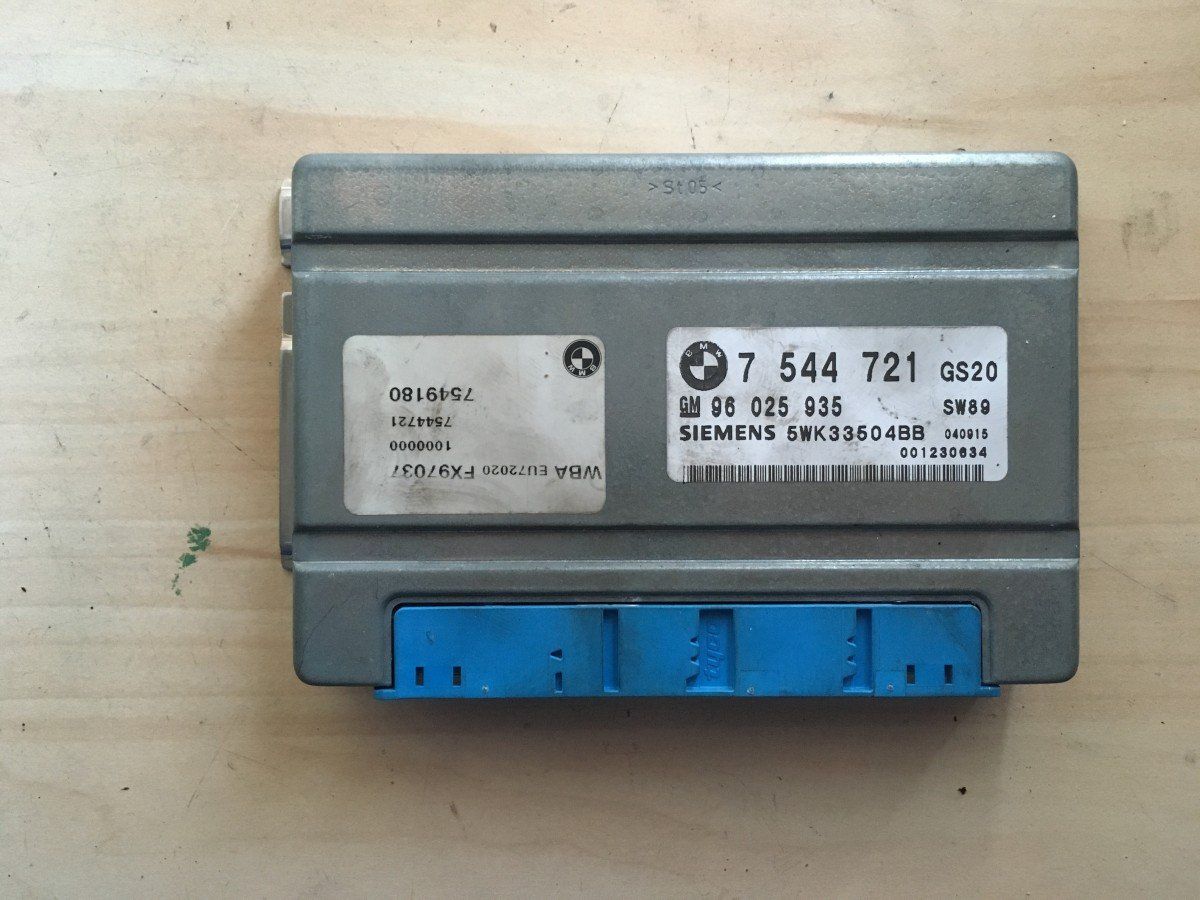 >St05<
BMW
7549180
7544721
1000000
WBA EU72020 FX97037
BMW 7 544 721 GS20
GM 96 025 935 SW89
SIEMENS 5WK33504BB 040915
001230634